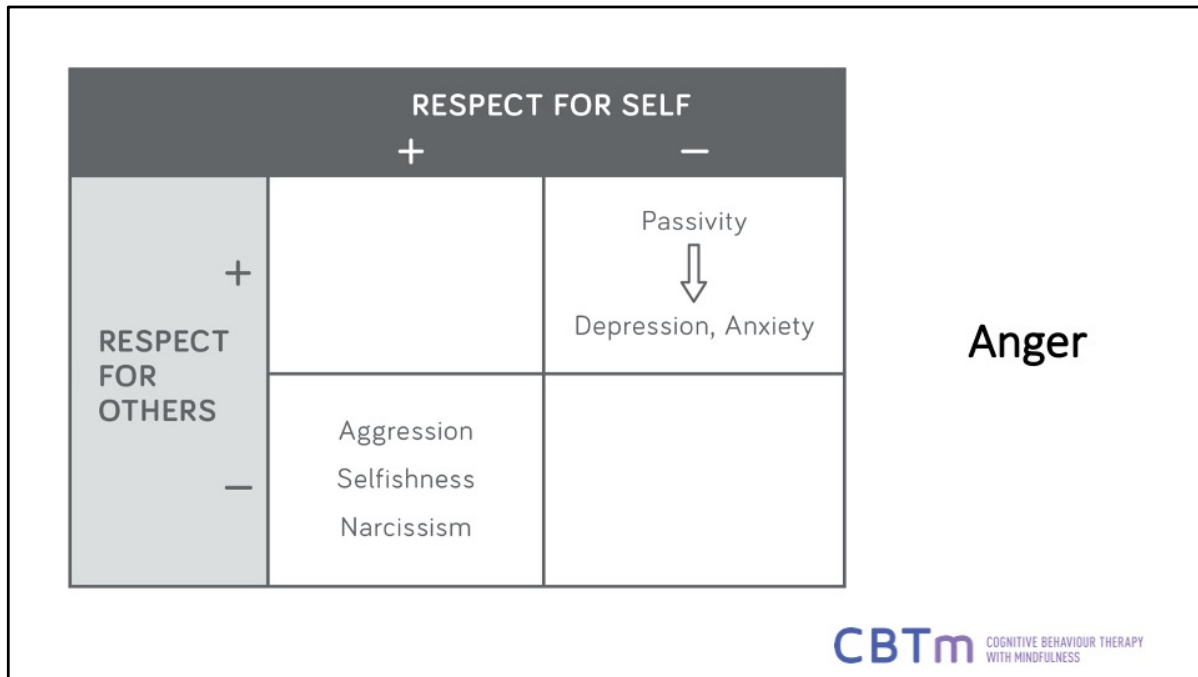 RESPECT FOR SELF
+ −
+
Passivity
Depression, Anxiety
RESPECT
FOR
OTHERS
−
Aggression
Selfishness
Narcissism
Anger
CBTm COGNITIVE BEHAVIOUR THERAPY
WITH MINDFULNESS